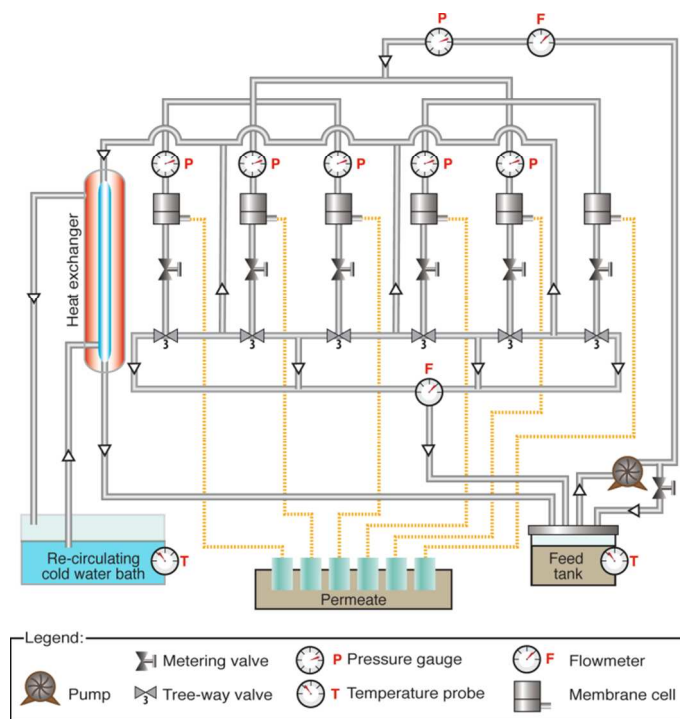 P
F
P
P
P
P
P
Heat exchanger
3
3
3
3
3
3
F
Re-circulating
cold water bath
T
Permeate
Feed
tank
T
Legend:
Pump
Metering valve
3
Tree-way valve
P Pressure gauge
T Temperature probe
F Flowmeter
Membrane cell